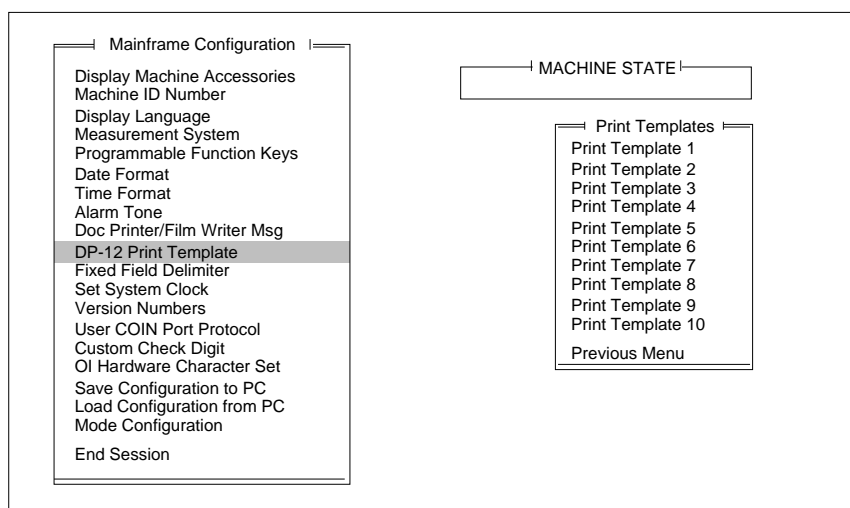 Mainframe Configuration
Display Machine Accessories
Machine ID Number
Display Language
Measurement System
Programmable Function Keys
Date Format
Time Format
Alarm Tone
Doc Printer/Film Writer Msg
DP-12 Print Template
Fixed Field Delimiter
Set System Clock
Version Numbers
User COIN Port Protocol
Custom Check Digit
OI Hardware Character Set
Save Configuration to PC
Load Configuration from PC
Mode Configuration
End Session
MACHINE STATE
Print Templates
Print Template 1
Print Template 2
Print Template 3
Print Template 4
Print Template 5
Print Template 6
Print Template 7
Print Template 8
Print Template 9
Print Template 10
Previous Menu